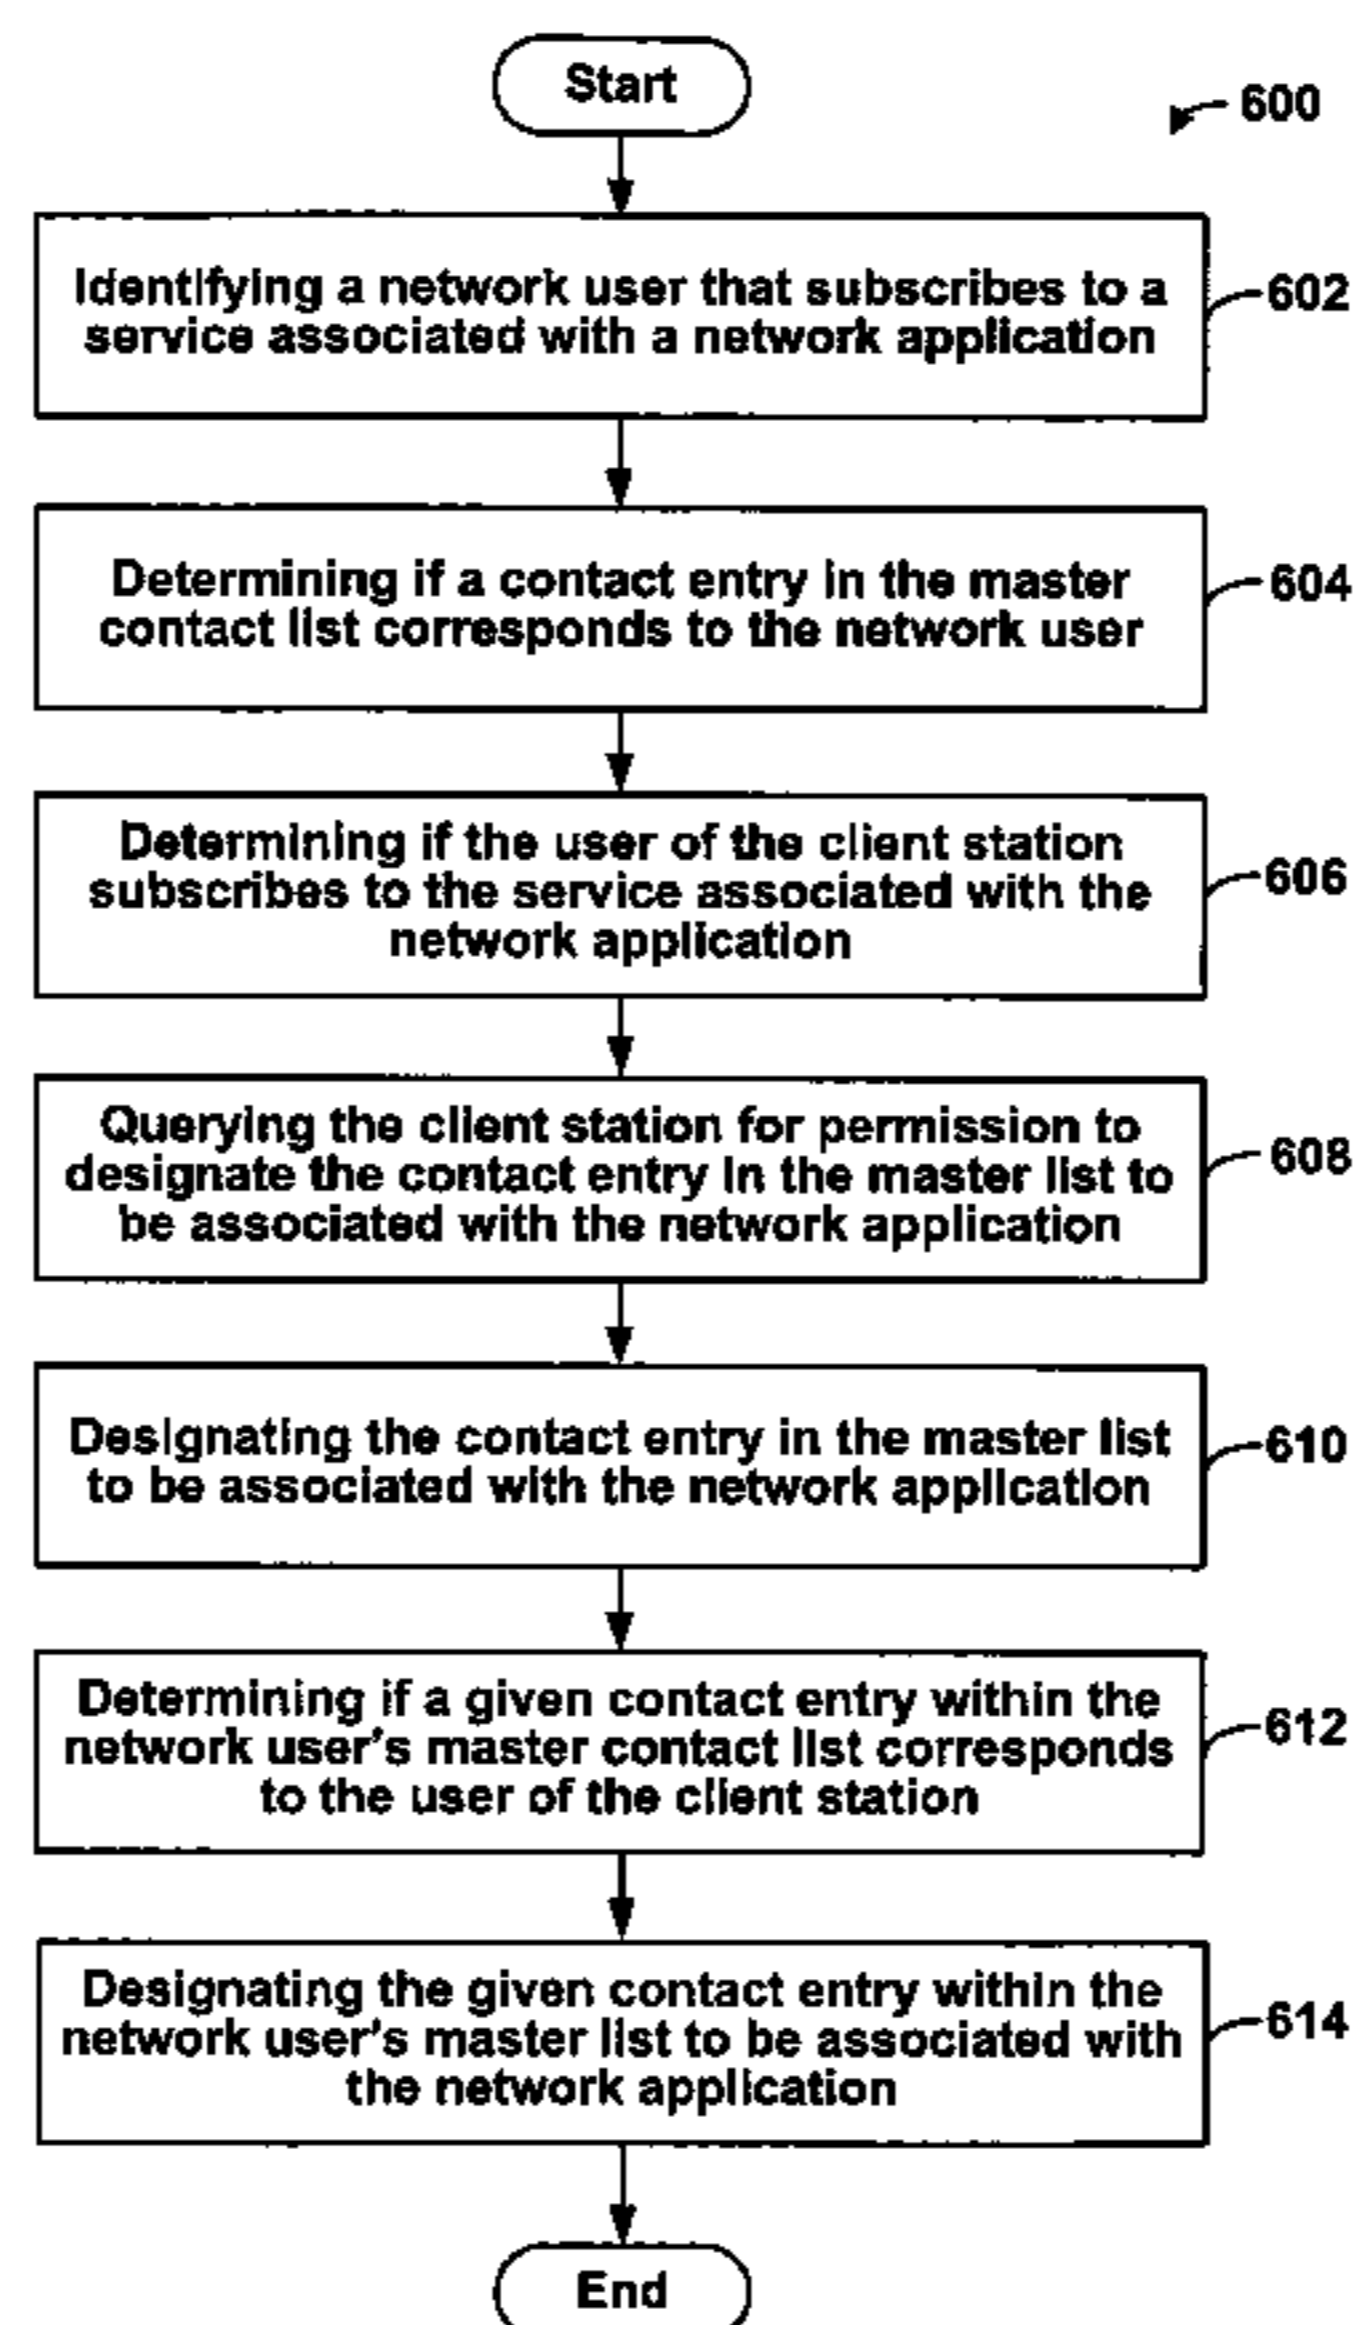 Start
600
Identifying a network user that subscribes to a
service associated with a network application
602
Determining if a contact entry in the master
contact list corresponds to the network user
604
Determining if the user of the client station
subscribes to the service associated with the
network application
606
Querying the client station for permission to
designate the contact entry in the master list to
be associated with the network application
608
Designating the contact entry in the master list
to be associated with the network application
610
Determining if a given contact entry within the
network user's master contact list corresponds
to the user of the client station
612
Designating the given contact entry within the
network user's master list to be associated with
the network application
614
End